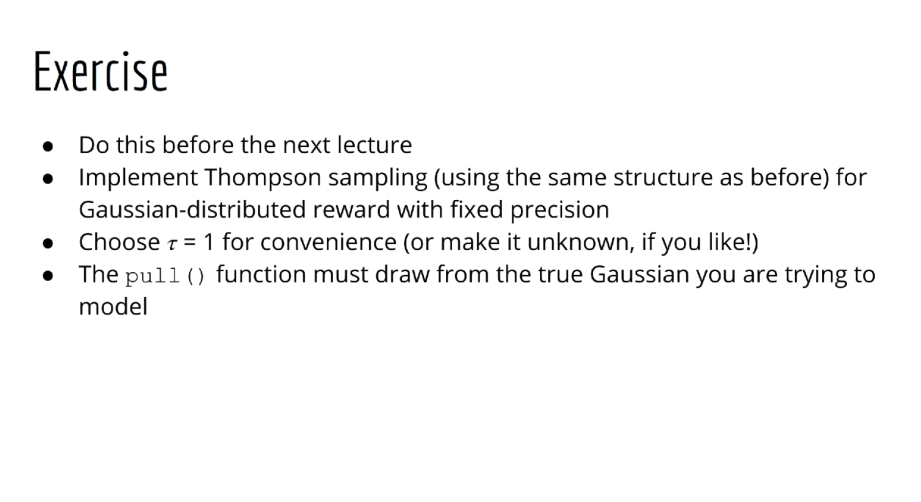 Exercise
● Do this before the next lecture
● Implement Thompson sampling (using the same structure as before) for
Gaussian-distributed reward with fixed precision
● Choose τ = 1 for convenience (or make it unknown, if you like!)
● The pull() function must draw from the true Gaussian you are trying to
model